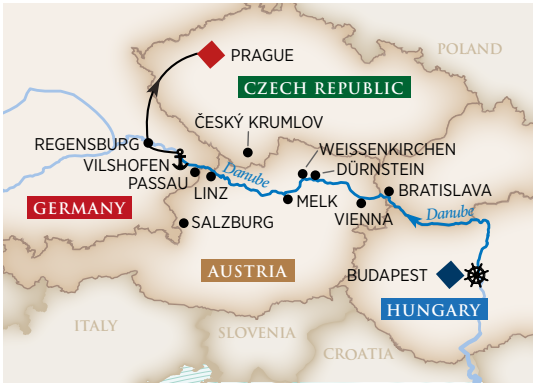 POLAND
PRAGUE
CZECH REPUBLIC
ČESKÝ KRUMLOV
REGENSBURG
WEISSENKIRCHEN
VILSHOFEN
DÜRNSTEIN
Danube
PASSAU
LINZ
BRATISLAVA
MELK
GERMANY
VIENNA
Danube
SALZBURG
AUSTRIA
BUDAPEST
HUNGARY
ITALY
SLOVENIA
CROATIA